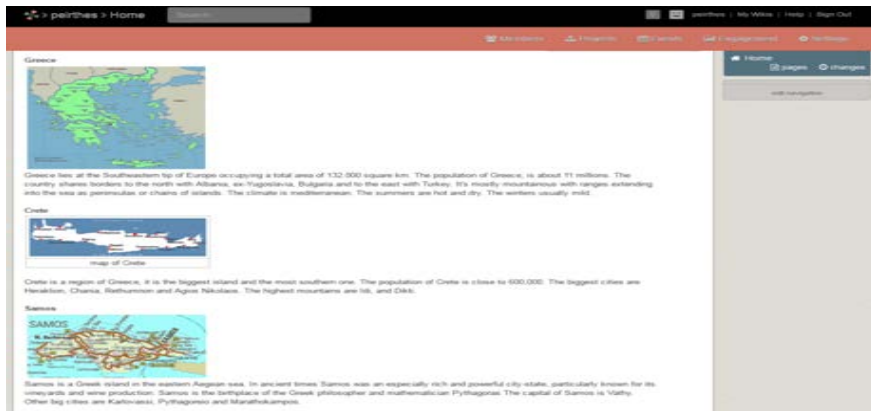 > peirthes > Home
Search
peirthes | My Wikis | Help | Sign Out
Members
Projects
Events
Engagement
Settings
Home
pages changes
edit navigation
Greece
Greece lies at the Southeastern tip of Europe occupying a total area of 132.000 square km. The population of Greece, is about 11 millions. The
country shares borders to the north with Albania, ex-Yugoslavia, Bulgaria and to the east with Turkey. It's mostly mountainous with ranges extending
into the sea as peninsulas or chains of islands. The climate is mediterranean. The summers are hot and dry. The winters usually mild.
Crete
map of Crete
Crete is a region of Greece, it is the biggest island and the most southern one. The population of Crete is close to 600,000. The biggest cities are
Heraklion, Chania, Rethumnon and Agios Nikolaos. The highest mountains are Idi, and Dikti.
Samos
SAMOS
Samos is a Greek island in the eastern Aegean sea. In ancient times Samos was an especially rich and powerful city-state, particularly known for its
vineyards and wine production. Samos is the birthplace of the Greek philosopher and mathematician Pythagoras The capital of Samos is Vathy.
Other big cities are Karlovassi, Pythagoreio and Marathokampos.